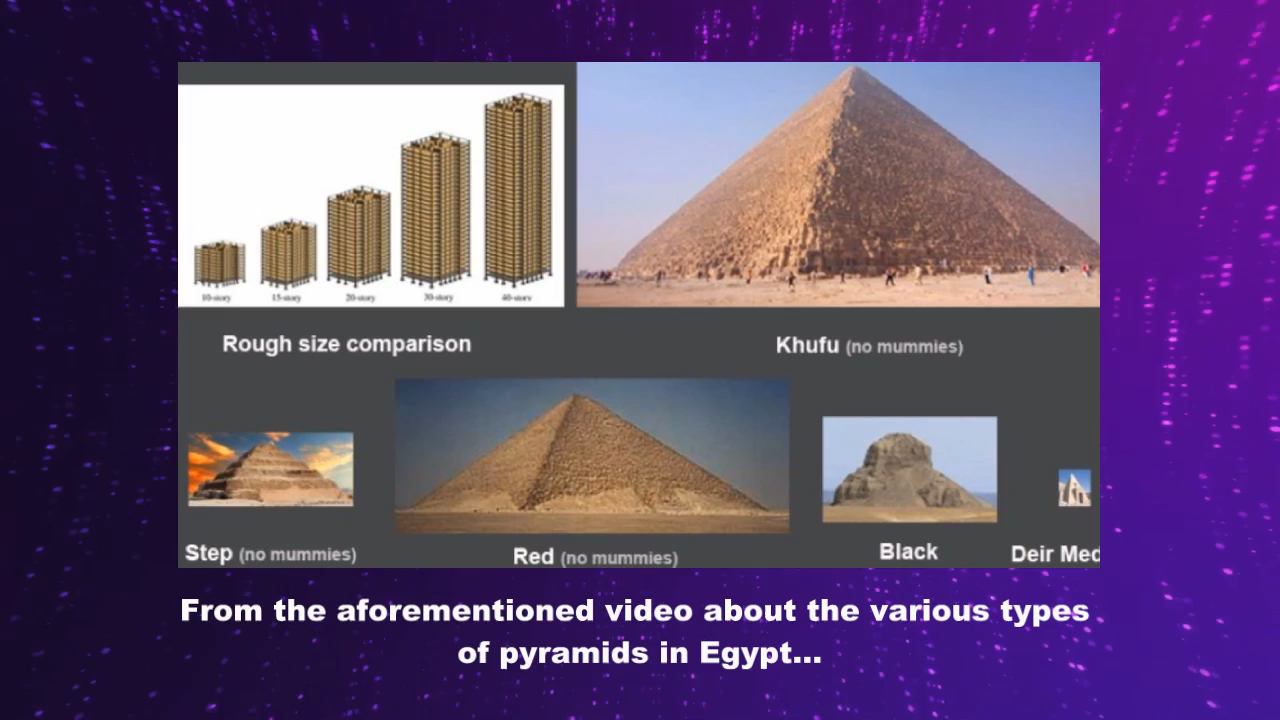 10-story 15-story 20-story 30-story 40-story
Rough size comparison
Khufu (no mummies)
Step (no mummies)
Red (no mummies)
Black
Deir Med
From the aforementioned video about the various types
of pyramids in Egypt...